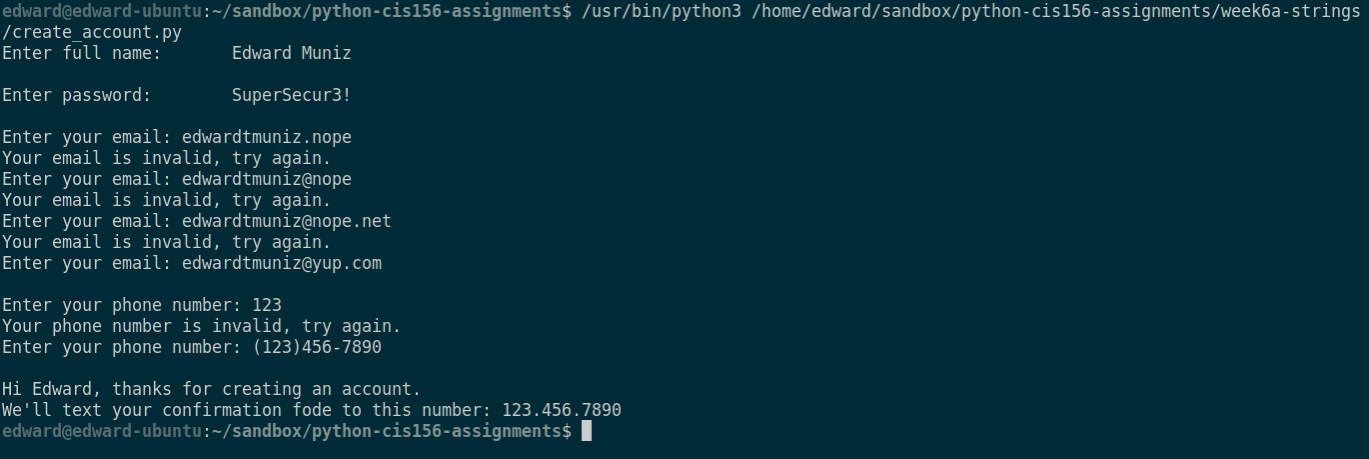 edward@edward-ubuntu:~/sandbox/python-cis156-assignments$ /usr/bin/python3 /home/edward/sandbox/python-cis156-assignments/week6a-strings
/create_account.py
Enter full name:       Edward Muniz
Enter password:        SuperSecur3!
Enter your email: edwardtmuniz.nope
Your email is invalid, try again.
Enter your email: edwardtmuniz@nope
Your email is invalid, try again.
Enter your email: edwardtmuniz@nope.net
Your email is invalid, try again.
Enter your email: edwardtmuniz@yup.com
Enter your phone number: 123
Your phone number is invalid, try again.
Enter your phone number: (123)456-7890
Hi Edward, thanks for creating an account.
We'll text your confirmation fode to this number: 123.456.7890
edward@edward-ubuntu:~/sandbox/python-cis156-assignments$